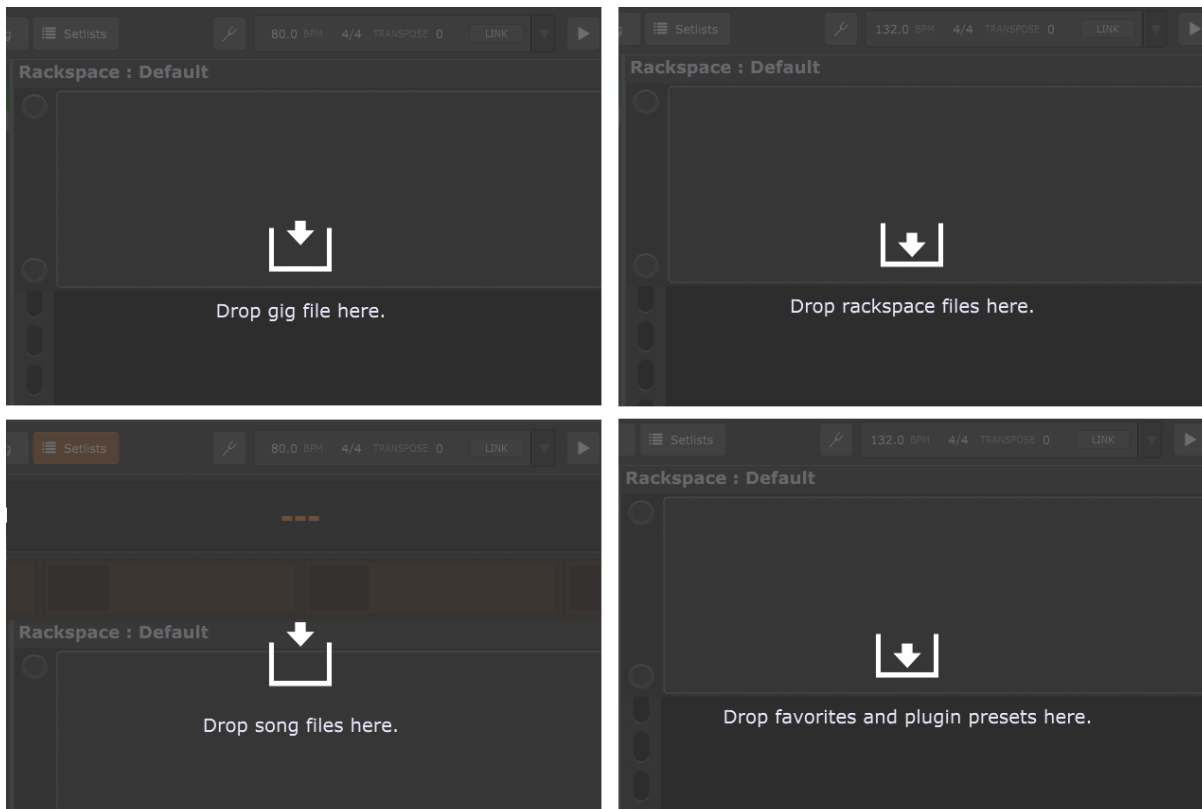 Setlists
80.0 BPM 4/4 TRANSPOSE 0 LINK
Rackspace : Default
Drop gig file here.
Setlists
132.0 BPM 4/4 TRANSPOSE 0 LINK
Rackspace : Default
Drop rackspace files here.
Setlists
80.0 BPM 4/4 TRANSPOSE 0 LINK
---
Rackspace : Default
Drop song files here.
Setlists
132.0 BPM 4/4 TRANSPOSE 0 LINK
Rackspace : Default
Drop favorites and plugin presets here.